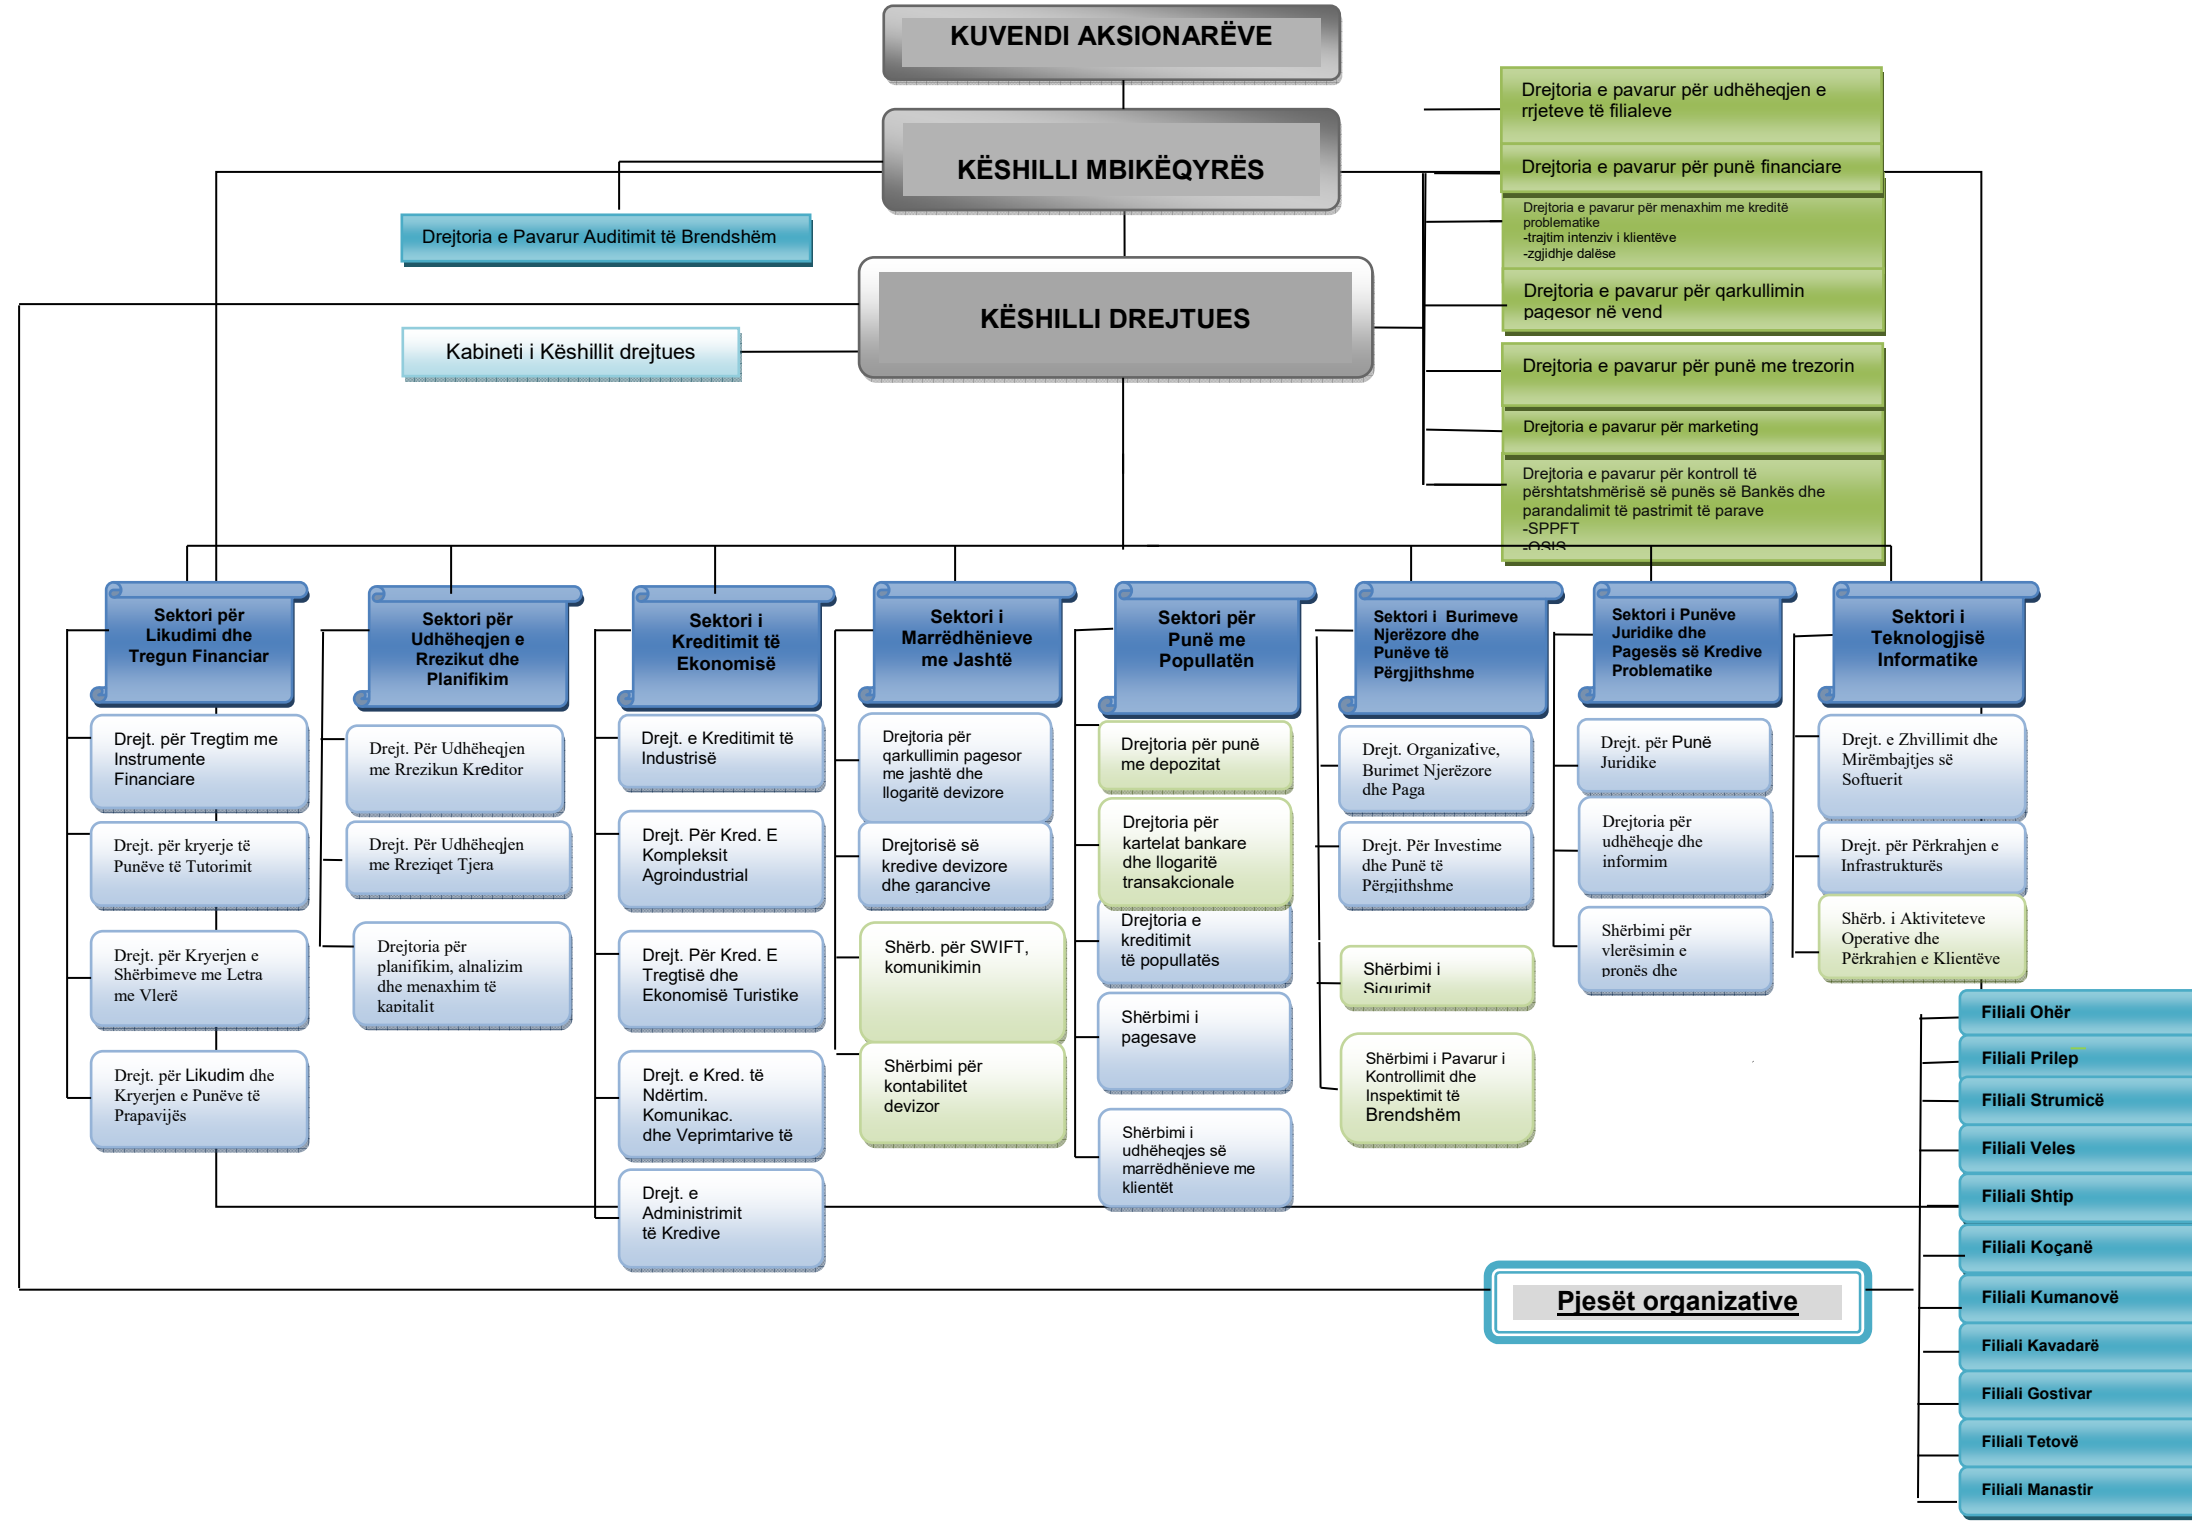 KUVENDI AKSIONARËVE
KËSHILLI MBIKËQYRËS
Drejtoria e Pavarur Auditimit të Brendshëm
KËSHILLI DREJTUES
Kabineti i Këshillit drejtues
Drejtoria e pavarur për udhëheqjen e
rrjeteve të filialeve
Drejtoria e pavarur për punë financiare
Drejtoria e pavarur për menaxhim me kreditë
problematike
-trajtim intenziv i klientëve
-zgjidhje dalëse
Drejtoria e pavarur për qarkullimin
pagesor në vend
Drejtoria e pavarur për punë me trezorin
Drejtoria e pavarur për marketing
Drejtoria e pavarur për kontroll të
përshtatshmërisë së punës së Bankës dhe
parandalimit të pastrimit të parave
-SPPFT
-OSIS
Sektori për
Likudimi dhe
Tregun Financiar
Drejt. për Tregtim me
Instrumente
Financiare
Drejt. për kryerje të
Punëve të Tutorimit
Drejt. për Kryerjen e
Shërbimeve me Letra
me Vlerë
Drejt. për Likudim dhe
Kryerjen e Punëve të
Prapavijës
Sektori për
Udhëheqjen e
Rrezikut dhe
Planifikim
Drejt. Për Udhëheqjen
me Rrezikun Kreditor
Drejt. Për Udhëheqjen
me Rreziqet Tjera
Drejtoria për
planifikim, alnalizim
dhe menaxhim të
kapitalit
Sektori i
Kreditimit të
Ekonomisë
Drejt. e Kreditimit të
Industrisë
Drejt. Për Kred. E
Kompleksit
Agroindustrial
Drejt. Për Kred. E
Tregtisë dhe
Ekonomisë Turistike
Drejt. e Kred. të
Ndërtim.
Komunikac.
dhe Veprimtarive të
Drejt. e
Administrimit
të Kredive
Sektori i
Marrëdhënieve
me Jashtë
Drejtoria për
qarkullimin pagesor
me jashtë dhe
llogaritë devizore
Drejtorisë së
kredive devizore
dhe garancive
Shërb. për SWIFT,
komunikimin
Shërbimi për
kontabilitet
devizor
Sektori për
Punë me
Popullatën
Drejtoria për punë
me depozitat
Drejtoria për
kartelat bankare
dhe llogaritë
transakcionale
Drejtoria e
kreditimit
të popullatës
Shërbimi i
pagesave
Shërbimi i
udhëheqjes së
marrëdhënieve me
klientët
Sektori i  Burimeve
Njerëzore dhe
Punëve të
Përgjithshme
Drejt. Organizative,
Burimet Njerëzore
dhe Paga
Drejt. Për Investime
dhe Punë të
Përgjithshme
Shërbimi i
Sigurimit
Shërbimi i Pavarur i
Kontrollimit dhe
Inspektimit të
Brendshëm
Sektori i Punëve
Juridike dhe
Pagesës së Kredive
Problematike
Drejt. për Punë
Juridike
Drejtoria për
udhëheqje dhe
informim
Shërbimi për
vlerësimin e
pronës dhe
Sektori i
Teknologjisë
Informatike
Drejt. e Zhvillimit dhe
Mirëmbajtjes së
Softuerit
Drejt. për Përkrahjen e
Infrastrukturës
Shërb. i Aktiviteteve
Operative dhe
Përkrahjen e Klientëve
Pjesët organizative
Filiali Ohër
Filiali Prilep
Filiali Strumicë
Filiali Veles
Filiali Shtip
Filiali Koçanë
Filiali Kumanovë
Filiali Kavadarë
Filiali Gostivar
Filiali Tetovë
Filiali Manastir